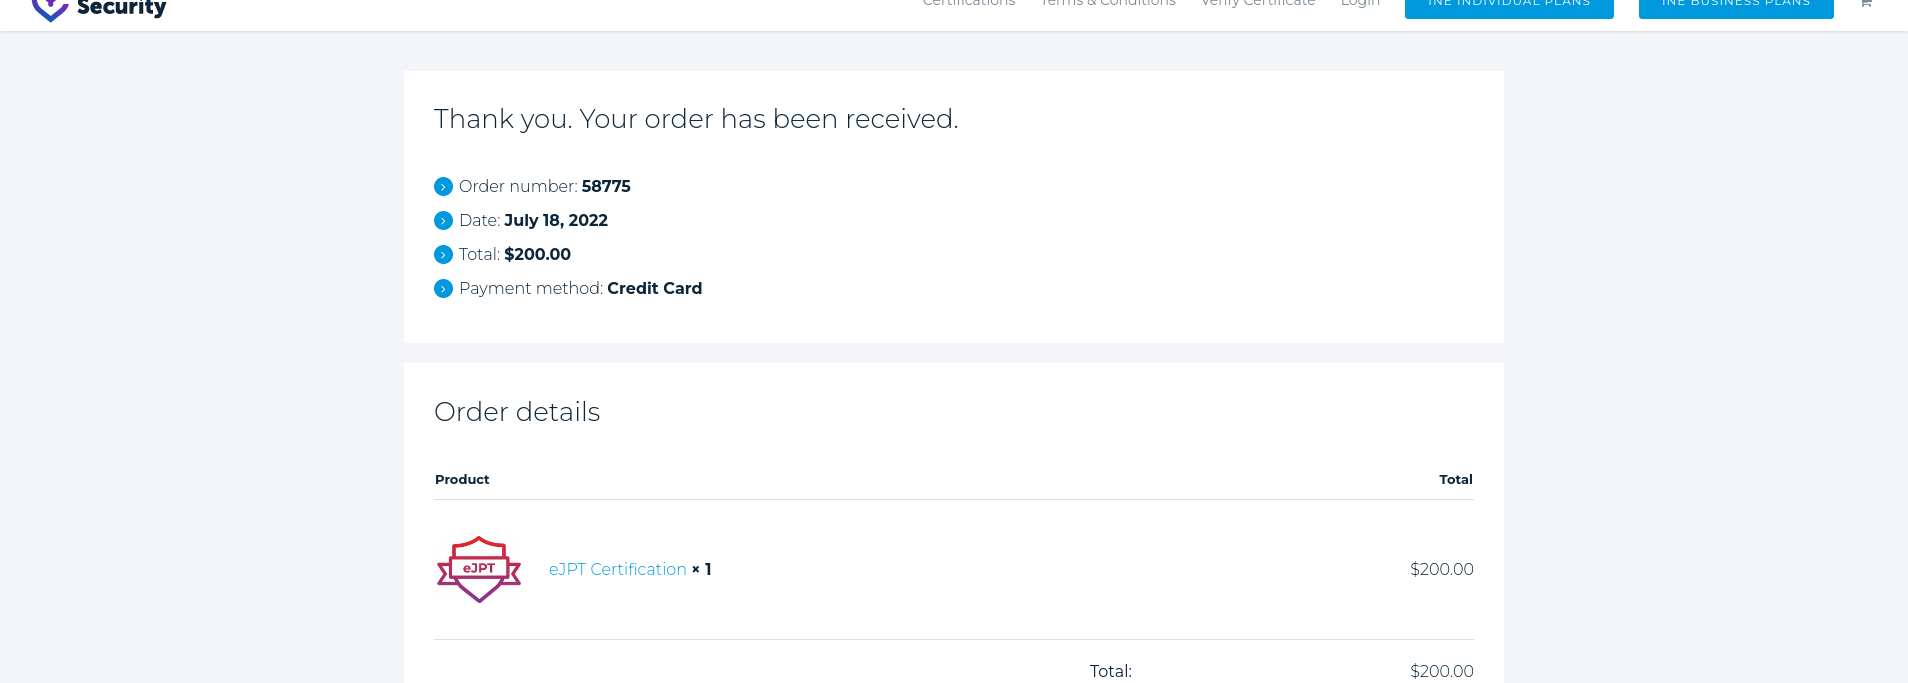 Security
Certifications
Terms & Conditions
Verify Certificate
Login
INE INDIVIDUAL PLANS
INE BUSINESS PLANS
Thank you. Your order has been received.
Order number: 58775
Date: July 18, 2022
Total: $200.00
Payment method: Credit Card
Order details
Product Total
eJPT
eJPT Certification × 1 $200.00
Total: $200.00